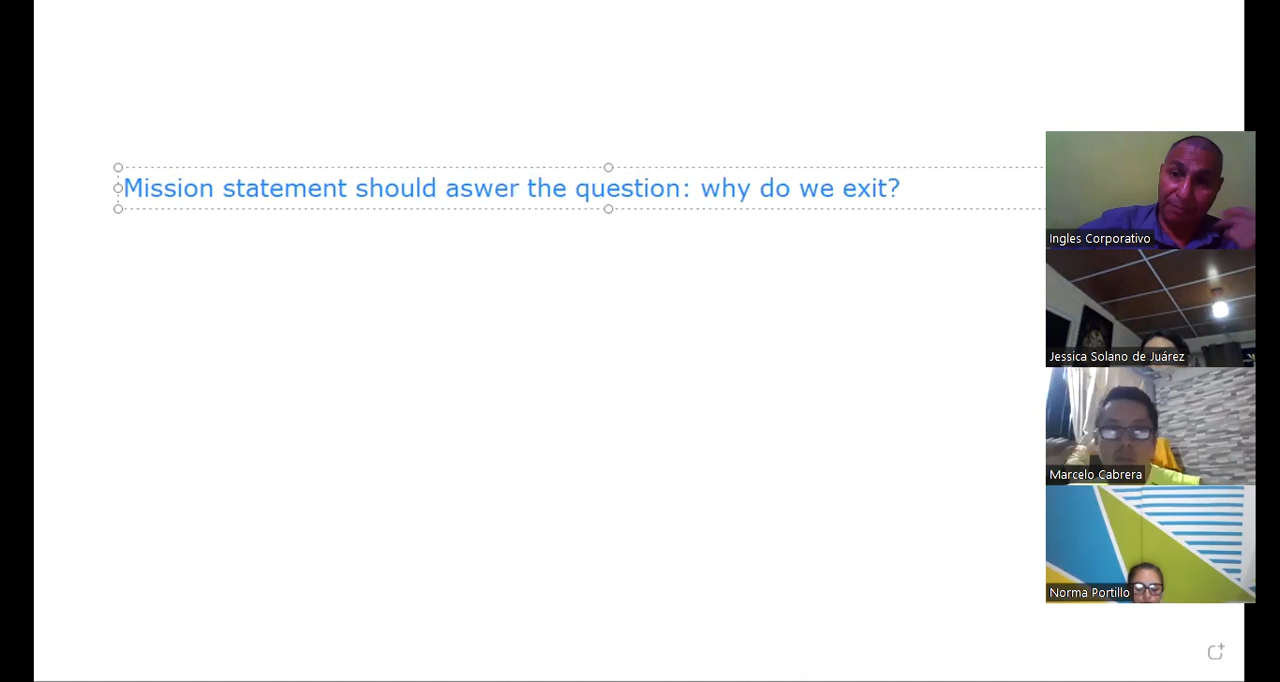 Mission statement should aswer the question: why do we exit?
Ingles Corporativo
Jessica Solano de Juárez
Marcelo Cabrera
Norma Portillo